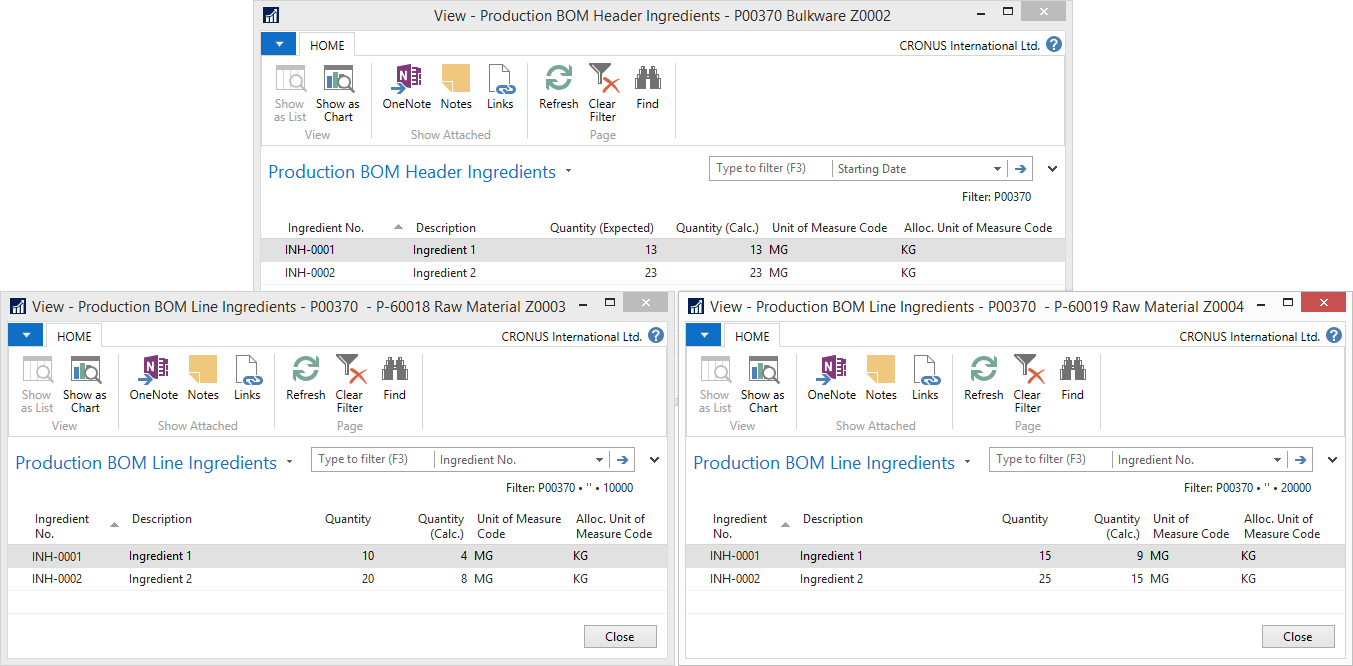 View - Production BOM Header Ingredients - P00370 Bulkware Z0002
HOME
CRONUS International Ltd.
Show as List
Show as Chart
OneNote
Notes
Links
Refresh
Clear Filter
Find
View
Show Attached
Page
Production BOM Header Ingredients
Type to filter (F3)
Starting Date
Filter: P00370
Ingredient No. Description Quantity (Expected) Quantity (Calc.) Unit of Measure Code Alloc. Unit of Measure Code
INH-0001 Ingredient 1 13 13 MG KG
INH-0002 Ingredient 2 23 23 MG KG
View - Production BOM Line Ingredients - P00370 - P-60018 Raw Material Z0003
HOME
CRONUS International Ltd.
Show as List
Show as Chart
OneNote
Notes
Links
Refresh
Clear Filter
Find
View
Show Attached
Page
Production BOM Line Ingredients
Type to filter (F3)
Ingredient No.
Filter: P00370 • '' • 10000
Ingredient No. Description Quantity Quantity (Calc.) Unit of Measure Code Alloc. Unit of Measure Code
INH-0001 Ingredient 1 10 4 MG KG
INH-0002 Ingredient 2 20 8 MG KG
Close
View - Production BOM Line Ingredients - P00370 - P-60019 Raw Material Z0004
HOME
CRONUS International Ltd.
Show as List
Show as Chart
OneNote
Notes
Links
Refresh
Clear Filter
Find
View
Show Attached
Page
Production BOM Line Ingredients
Type to filter (F3)
Ingredient No.
Filter: P00370 • '' • 20000
Ingredient No. Description Quantity Quantity (Calc.) Unit of Measure Code Alloc. Unit of Measure Code
INH-0001 Ingredient 1 15 9 MG KG
INH-0002 Ingredient 2 25 15 MG KG
Close